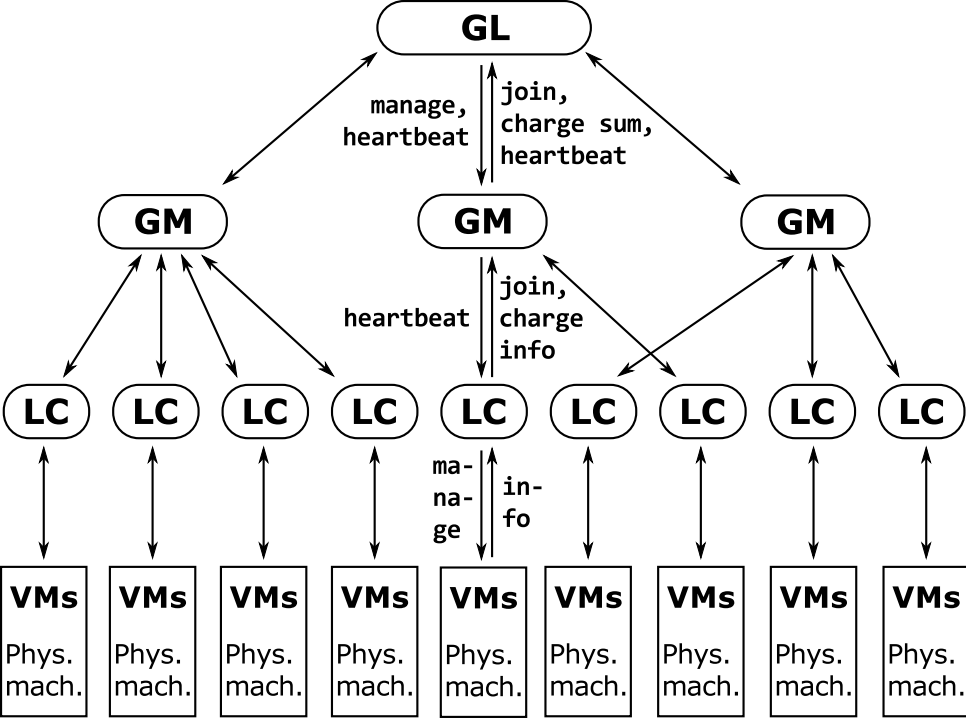 GL
manage,
heartbeat
join,
charge sum,
heartbeat
GM GM GM
heartbeat
join,
charge
info
LC LC LC LC LC LC LC LC LC
ma-
na-
ge
in-
fo
VMs VMs VMs VMs VMs VMs VMs VMs VMs
Phys. Phys. Phys. Phys. Phys. Phys. Phys. Phys. Phys.
mach. mach. mach. mach. mach. mach. mach. mach. mach.